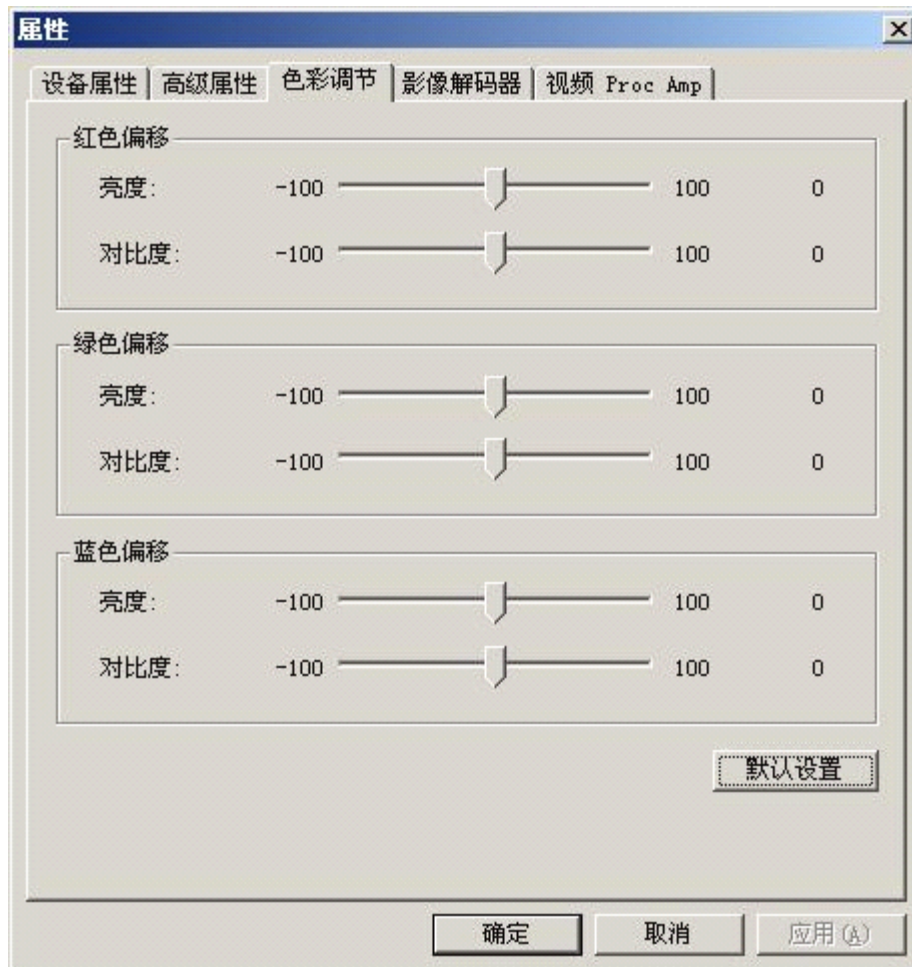 属性
设备属性 高级属性 色彩调节 影像解码器 视频 Proc Amp
红色偏移
亮度: -100 100 0
对比度: -100 100 0
绿色偏移
亮度: -100 100 0
对比度: -100 100 0
蓝色偏移
亮度: -100 100 0
对比度: -100 100 0
默认设置
确定 取消 应用(A)